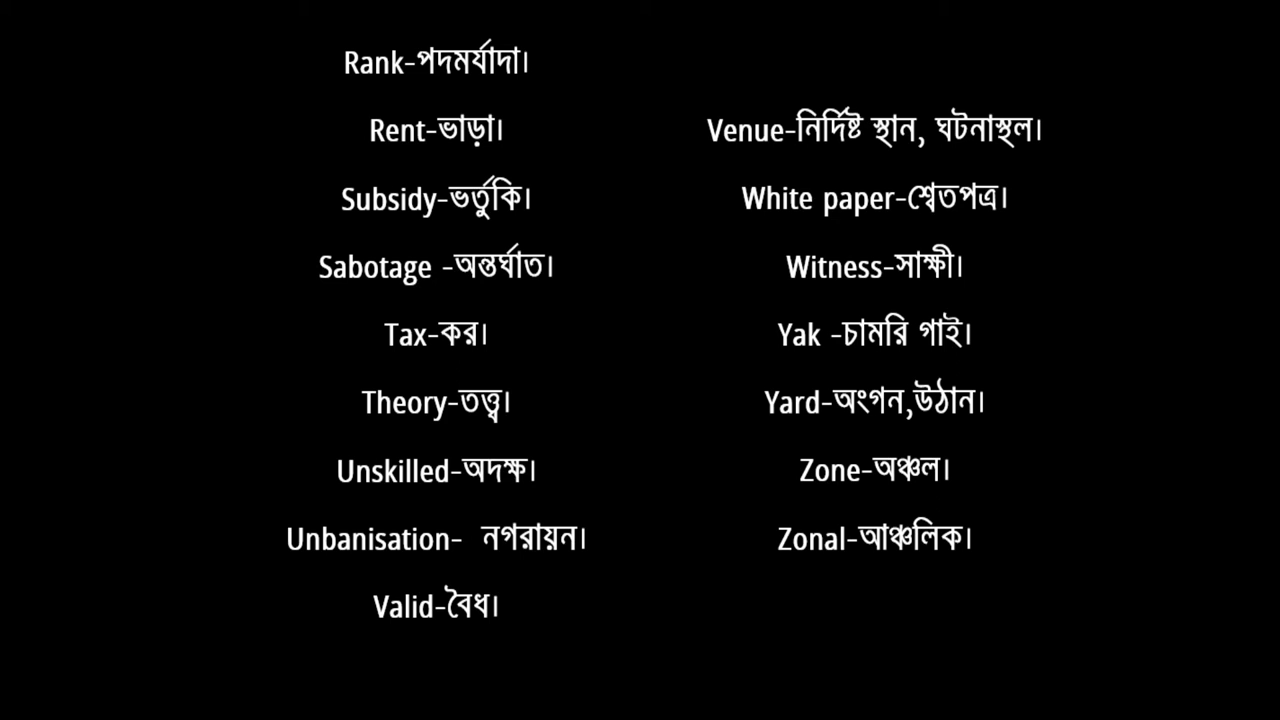 Rank-পদমর্যাদা।
Rent-ভাড়া।
Subsidy-ভর্তুকি।
Sabotage -অন্তর্ঘাত।
Tax-কর।
Theory-তত্ত্ব।
Unskilled-অদক্ষ।
Unbanisation- নগরায়ন।
Valid-বৈধ।
Venue-নির্দিষ্ট স্থান, ঘটনাস্থল।
White paper-শ্বেতপত্র।
Witness-সাক্ষী।
Yak -চামরি গাই।
Yard-অংগন,উঠান।
Zone-অঞ্চল।
Zonal-আঞ্চলিক।